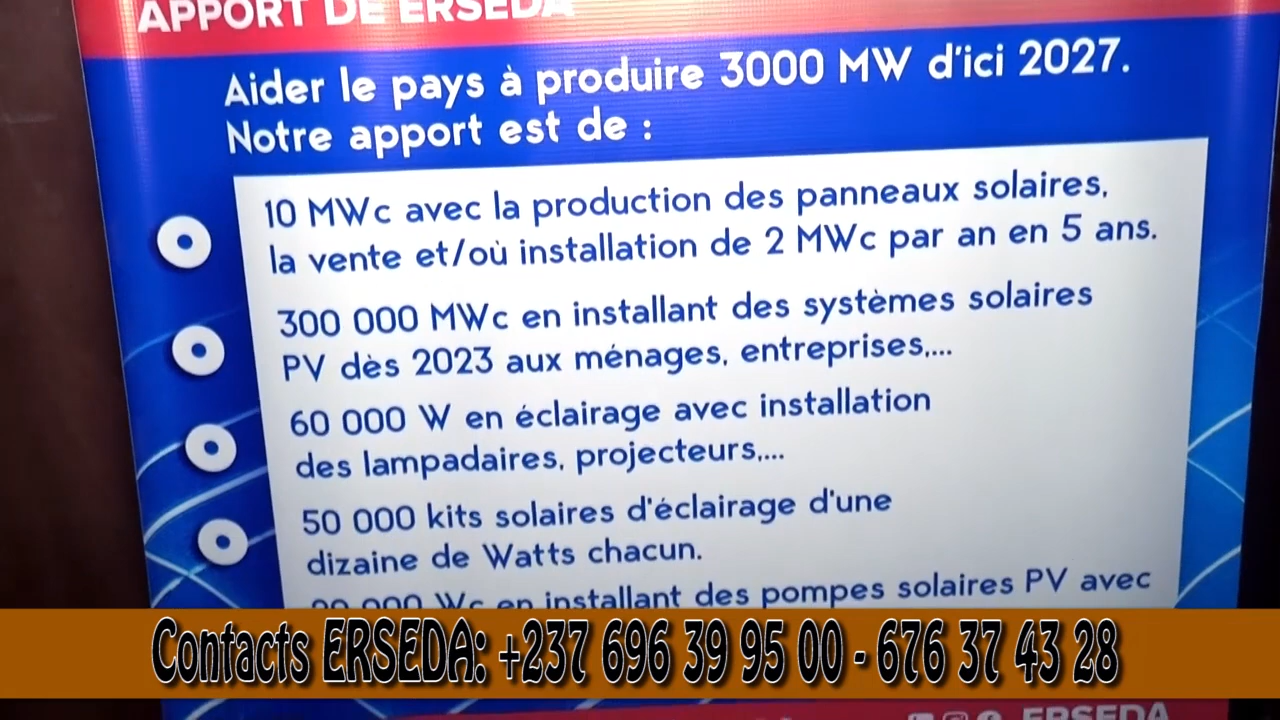 APPORT DE ERSEDA
Aider le pays à produire 3000 MW d'ici 2027.
Notre apport est de :
10 MWc avec la production des panneaux solaires,
la vente et/où installation de 2 MWc par an en 5 ans.
300 000 MWc en installant des systèmes solaires
PV dès 2023 aux ménages, entreprises,...
60 000 W en éclairage avec installation
des lampadaires, projecteurs,...
50 000 kits solaires d'éclairage d'une
dizaine de Watts chacun.
000 Wc en installant des pompes solaires PV avec
Contacts ERSEDA: +237 696 39 95 00 - 676 37 43 28
ERSEDA